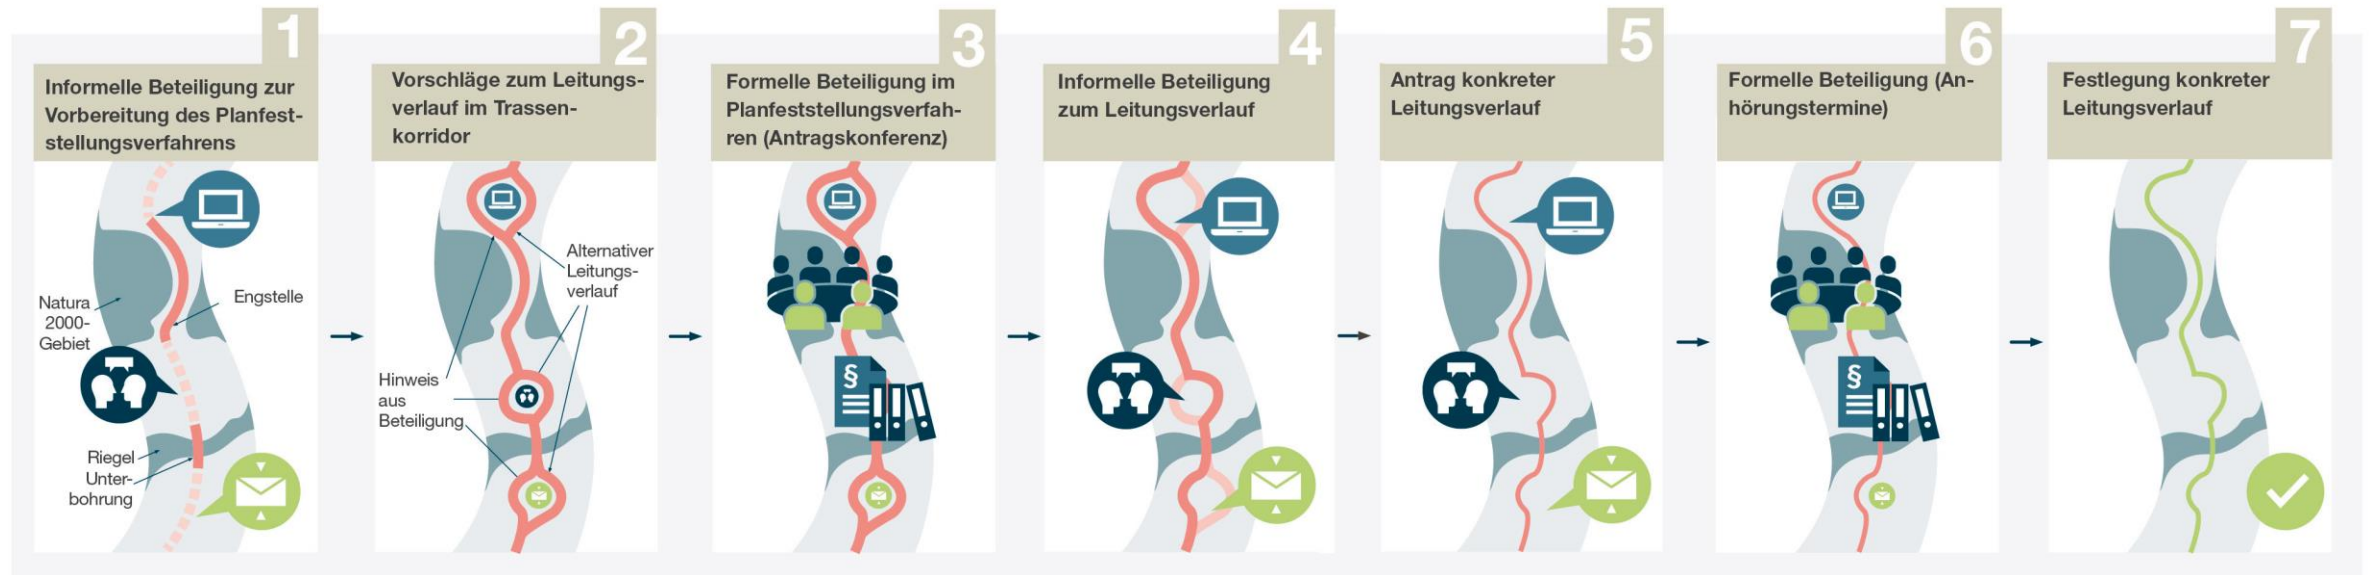 1
Informelle Beteiligung zur
Vorbereitung des Planfest-
stellungsverfahrens
Natura
2000-
Gebiet
Engstelle
Riegel
Unter-
bohrung
2
Vorschläge zum Leitungs-
verlauf im Trassen-
korridor
Alternativer
Leitungs-
verlauf
Hinweis
aus
Beteiligung
3
Formelle Beteiligung im
Planfeststellungsverfah-
ren (Antragskonferenz)
§
4
Informelle Beteiligung
zum Leitungsverlauf
5
Antrag konkreter
Leitungsverlauf
6
Formelle Beteiligung (An-
hörungstermine)
§
7
Festlegung konkreter
Leitungsverlauf